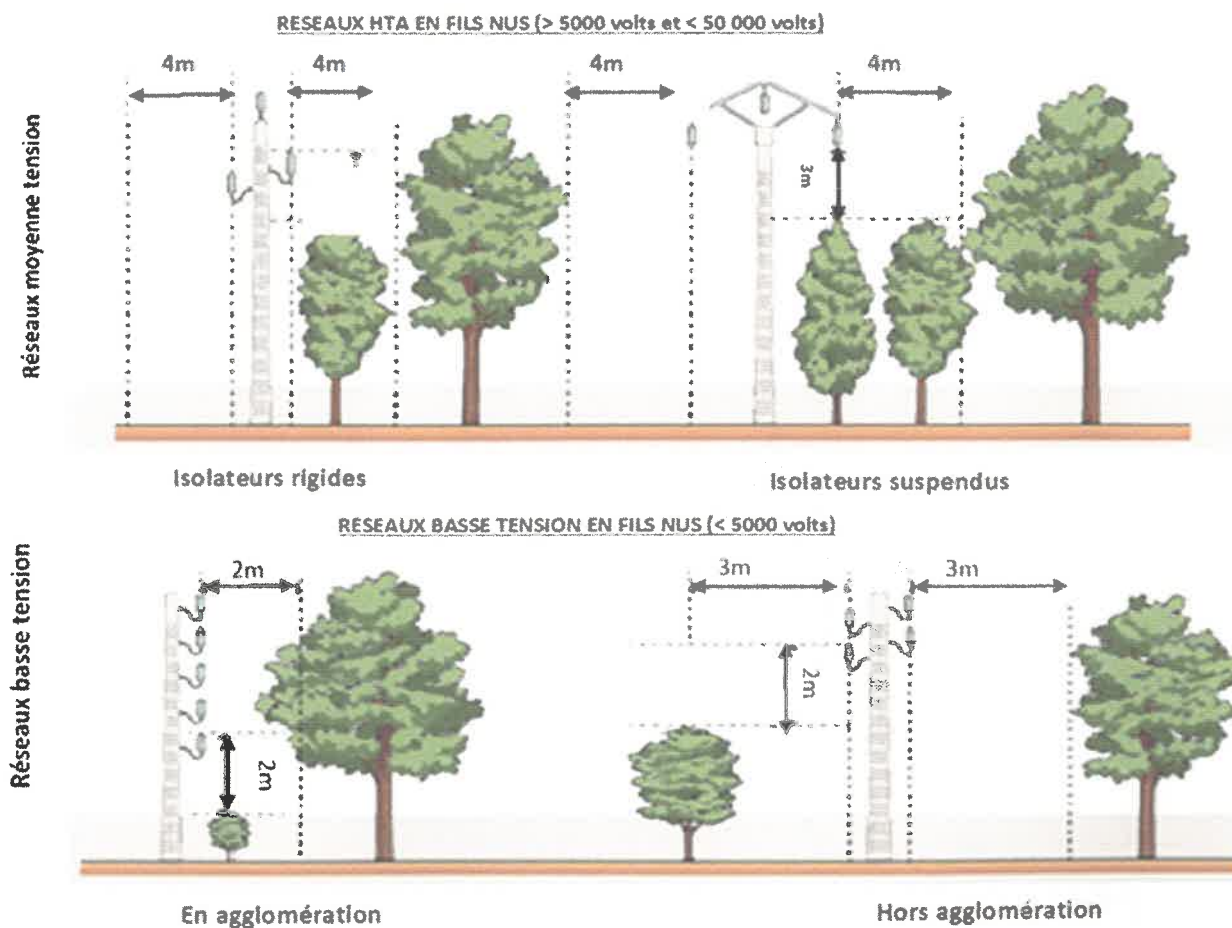 RESEAUX HTA EN FILS NUS (> 5000 volts et < 50 000 volts)
4m
4m
4m
4m
3m
Réseaux moyenne tension
Isolateurs rigides
Isolateurs suspendus
RESEAUX BASSE TENSION EN FILS NUS (< 5000 volts)
2m
3m
3m
2m
2m
Réseaux basse tension
En agglomération
Hors agglomération